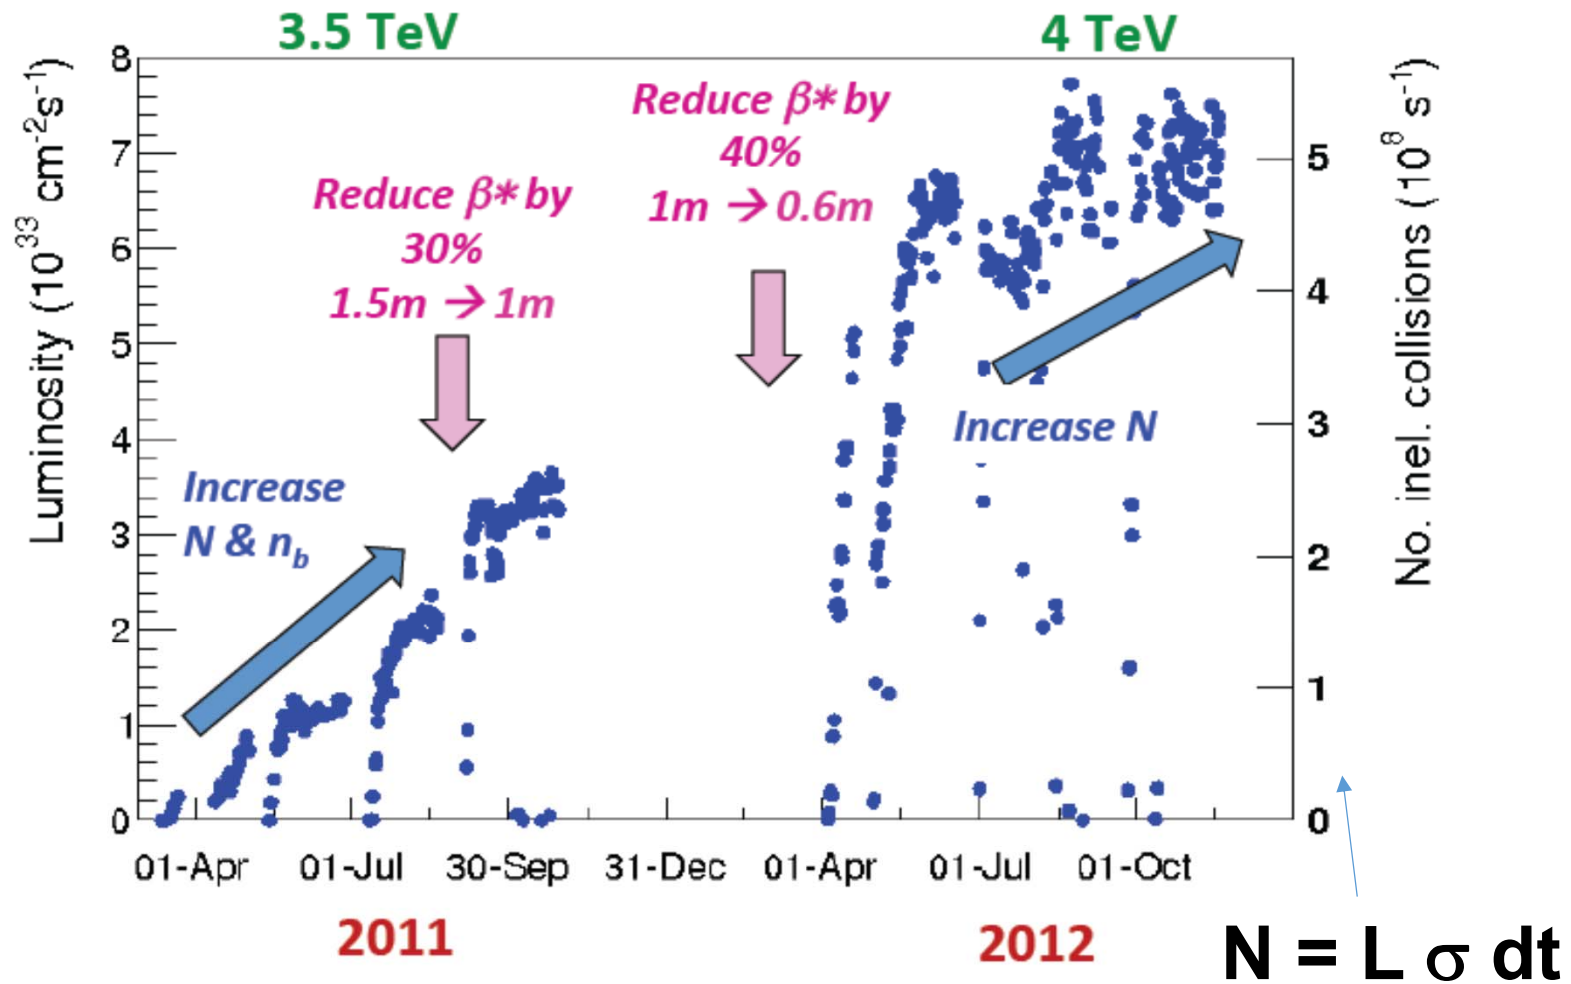 3.5 TeV
4 TeV
Luminosity (10³³ cm⁻²s⁻¹)
8
7
6
5
4
3
2
1
0
Reduce β* by
30%
1.5m → 1m
Reduce β* by
40%
1m → 0.6m
Increase
N & n_b
Increase N
5
4
3
2
1
0
No. inel. collisions (10⁸ s⁻¹)
01-Apr 01-Jul 30-Sep 31-Dec 01-Apr 01-Jul 01-Oct
2011
2012
N = L σ dt